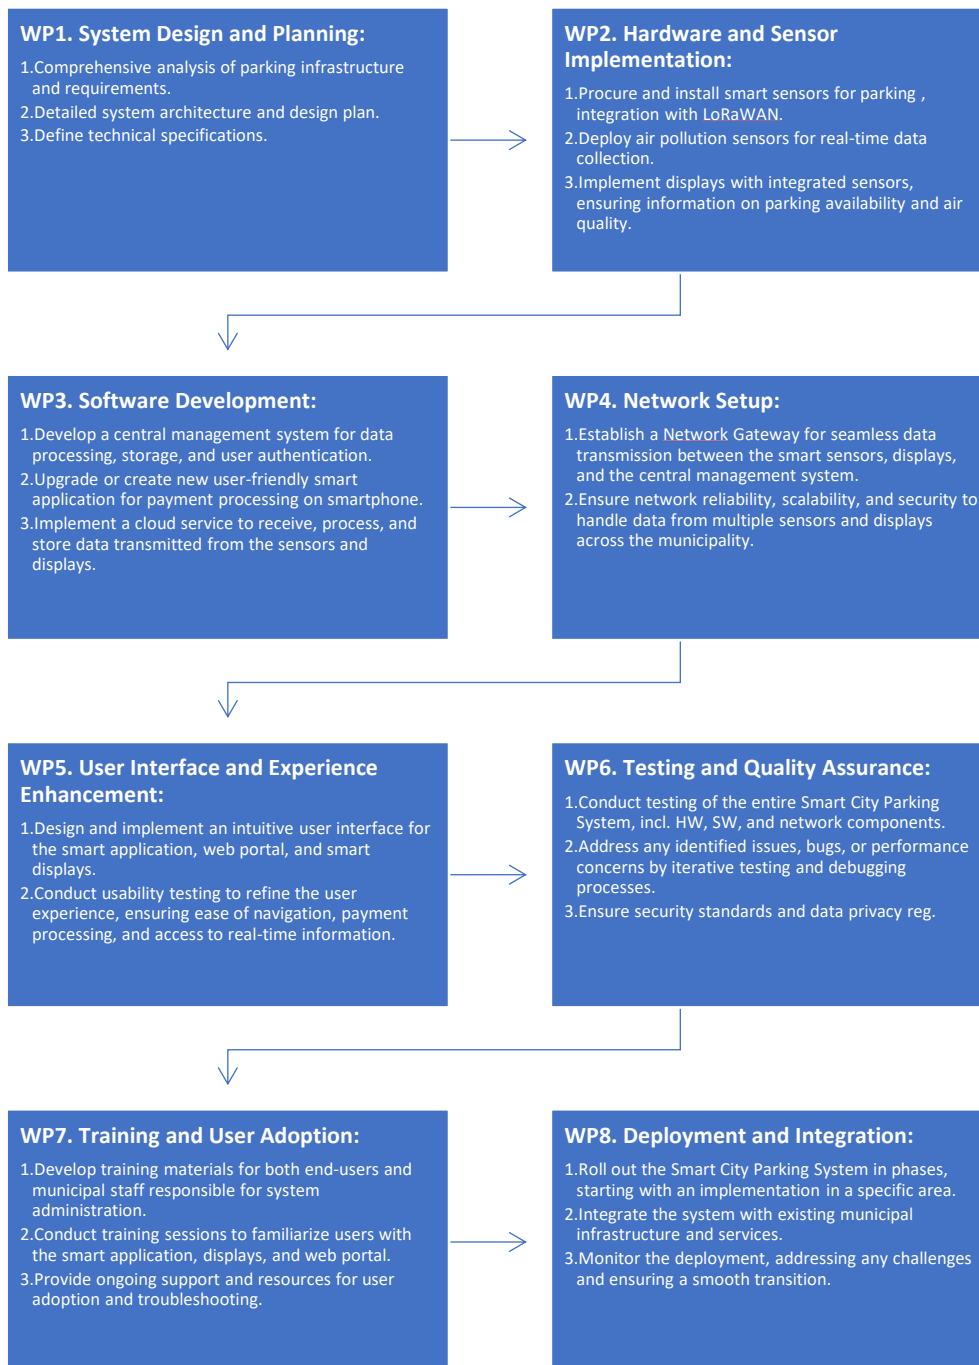 WP1. System Design and Planning:
1.Comprehensive analysis of parking infrastructure
and requirements.
2.Detailed system architecture and design plan.
3.Define technical specifications.
WP2. Hardware and Sensor
Implementation:
1.Procure and install smart sensors for parking ,
integration with LoRaWAN.
2.Deploy air pollution sensors for real-time data
collection.
3.Implement displays with integrated sensors,
ensuring information on parking availability and air
quality.
WP3. Software Development:
1.Develop a central management system for data
processing, storage, and user authentication.
2.Upgrade or create new user-friendly smart
application for payment processing on smartphone.
3.Implement a cloud service to receive, process, and
store data transmitted from the sensors and
displays.
WP4. Network Setup:
1.Establish a Network Gateway for seamless data
transmission between the smart sensors, displays,
and the central management system.
2.Ensure network reliability, scalability, and security to
handle data from multiple sensors and displays
across the municipality.
WP5. User Interface and Experience
Enhancement:
1.Design and implement an intuitive user interface for
the smart application, web portal, and smart
displays.
2.Conduct usability testing to refine the user
experience, ensuring ease of navigation, payment
processing, and access to real-time information.
WP6. Testing and Quality Assurance:
1.Conduct testing of the entire Smart City Parking
System, incl. HW, SW, and network components.
2.Address any identified issues, bugs, or performance
concerns by iterative testing and debugging
processes.
3.Ensure security standards and data privacy reg.
WP7. Training and User Adoption:
1.Develop training materials for both end-users and
municipal staff responsible for system
administration.
2.Conduct training sessions to familiarize users with
the smart application, displays, and web portal.
3.Provide ongoing support and resources for user
adoption and troubleshooting.
WP8. Deployment and Integration:
1.Roll out the Smart City Parking System in phases,
starting with an implementation in a specific area.
2.Integrate the system with existing municipal
infrastructure and services.
3.Monitor the deployment, addressing any challenges
and ensuring a smooth transition.